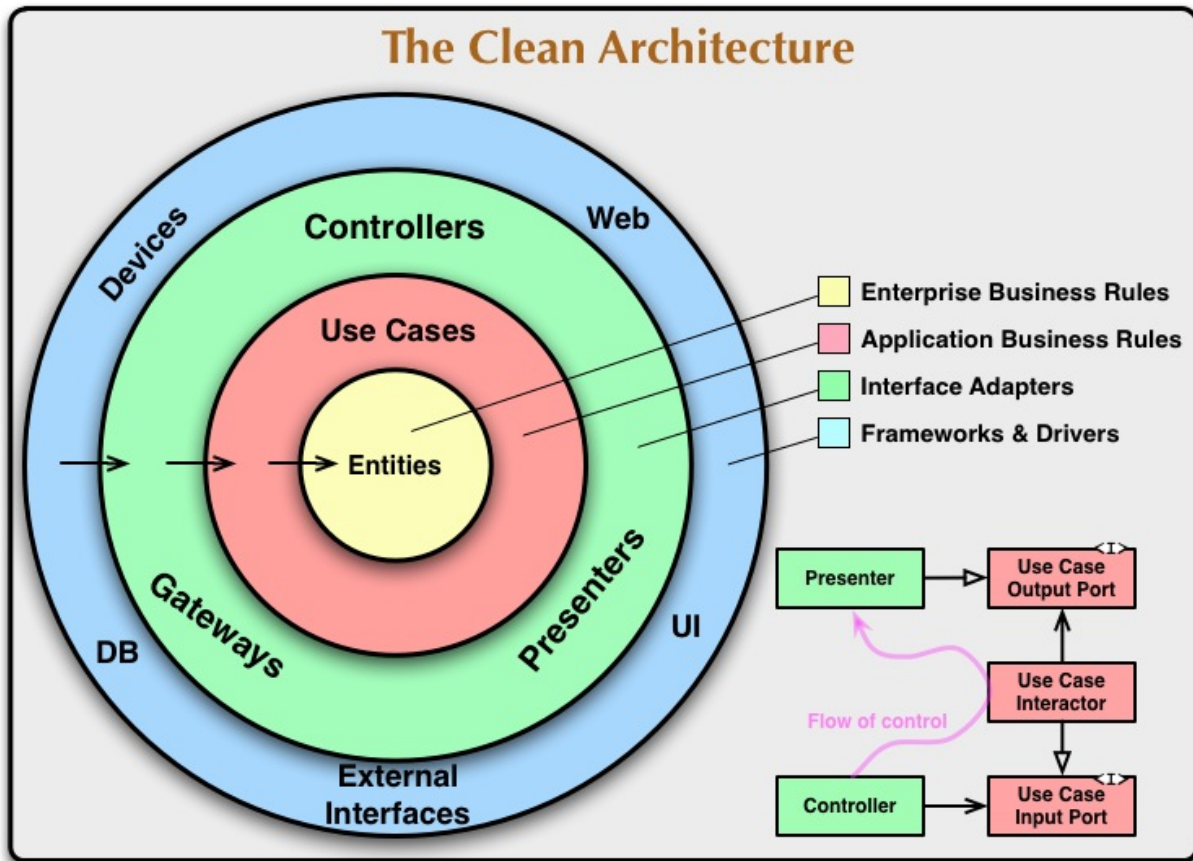 The Clean Architecture
Devices
Web
Controllers
Use Cases
Entities
Gateways
Presenters
DB
UI
External
Interfaces
Enterprise Business Rules
Application Business Rules
Interface Adapters
Frameworks & Drivers
Presenter
<I>
Use Case
Output Port
Use Case
Interactor
Flow of control
Controller
<I>
Use Case
Input Port